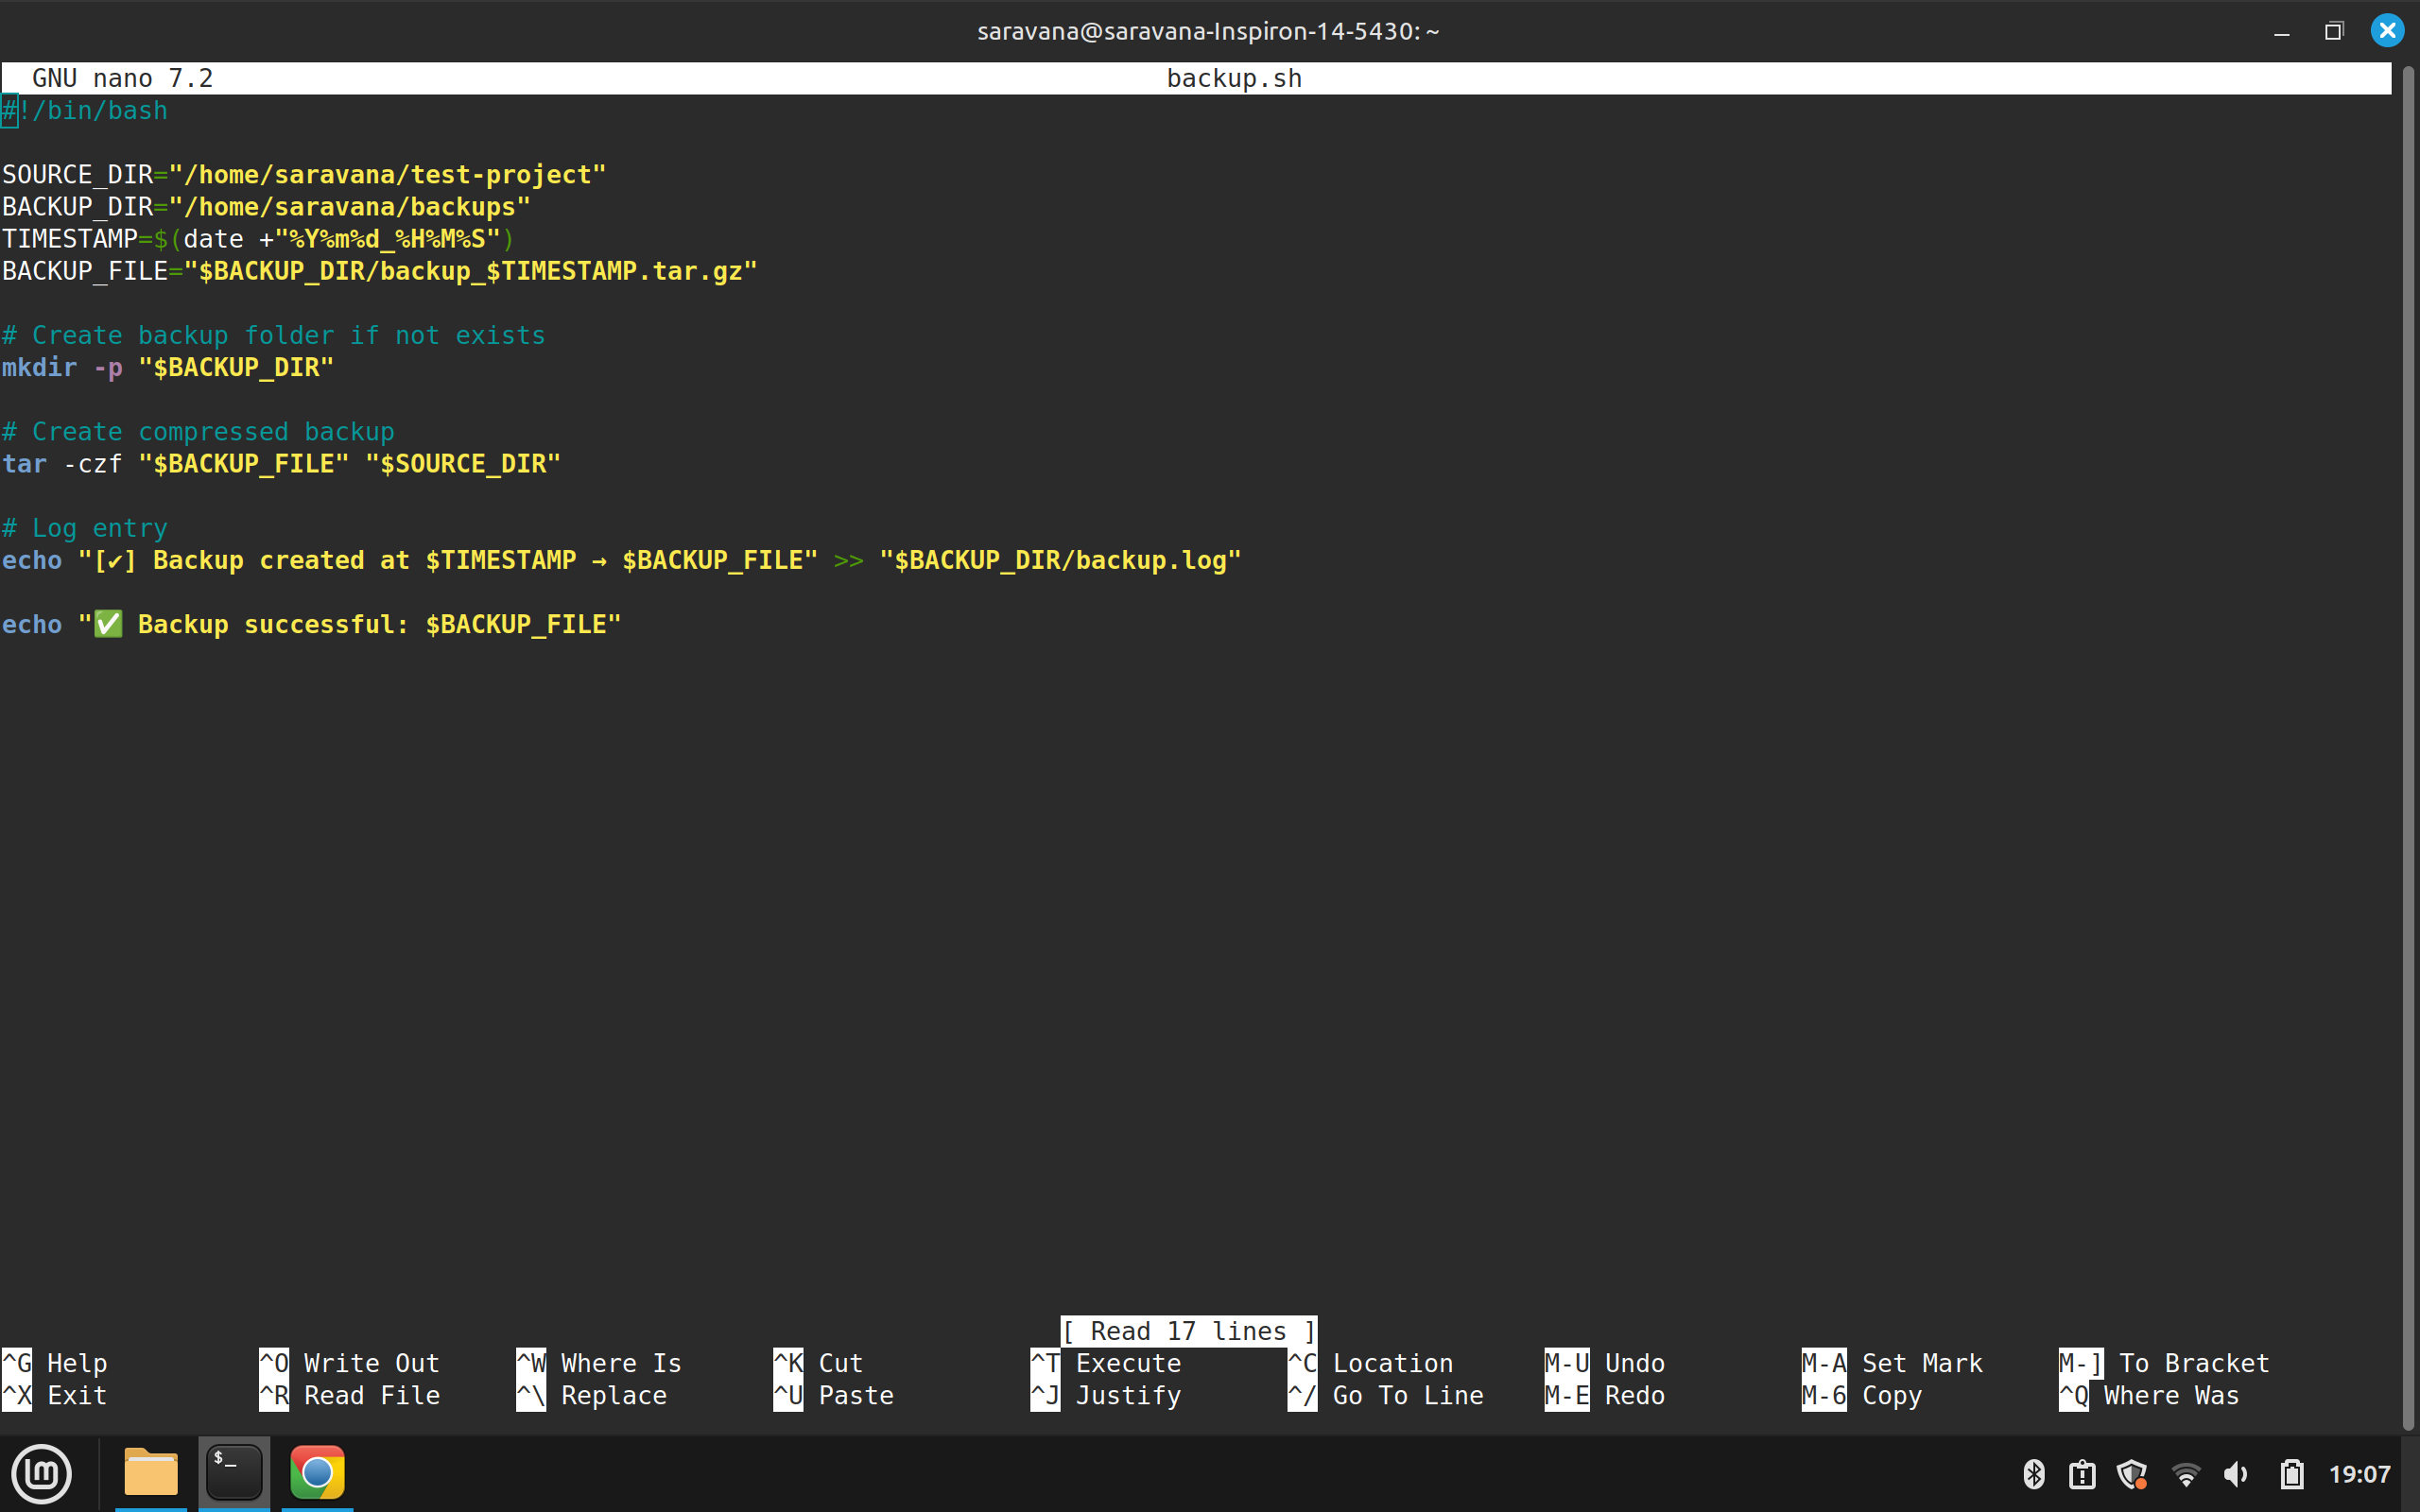 saravana@saravana-Inspiron-14-5430: ~
GNU nano 7.2 backup.sh
#!/bin/bash
SOURCE_DIR="/home/saravana/test-project"
BACKUP_DIR="/home/saravana/backups"
TIMESTAMP=$(date +"%Y%m%d_%H%M%S")
BACKUP_FILE="$BACKUP_DIR/backup_$TIMESTAMP.tar.gz"
# Create backup folder if not exists
mkdir -p "$BACKUP_DIR"
# Create compressed backup
tar -czf "$BACKUP_FILE" "$SOURCE_DIR"
# Log entry
echo "[✔] Backup created at $TIMESTAMP → $BACKUP_FILE" >> "$BACKUP_DIR/backup.log"
echo "✅ Backup successful: $BACKUP_FILE"
[ Read 17 lines ]
^G Help ^O Write Out ^W Where Is ^K Cut ^T Execute ^C Location M-U Undo M-A Set Mark M-] To Bracket
^X Exit ^R Read File ^\ Replace ^U Paste ^J Justify ^/ Go To Line M-E Redo M-6 Copy ^Q Where Was
$_
19:07